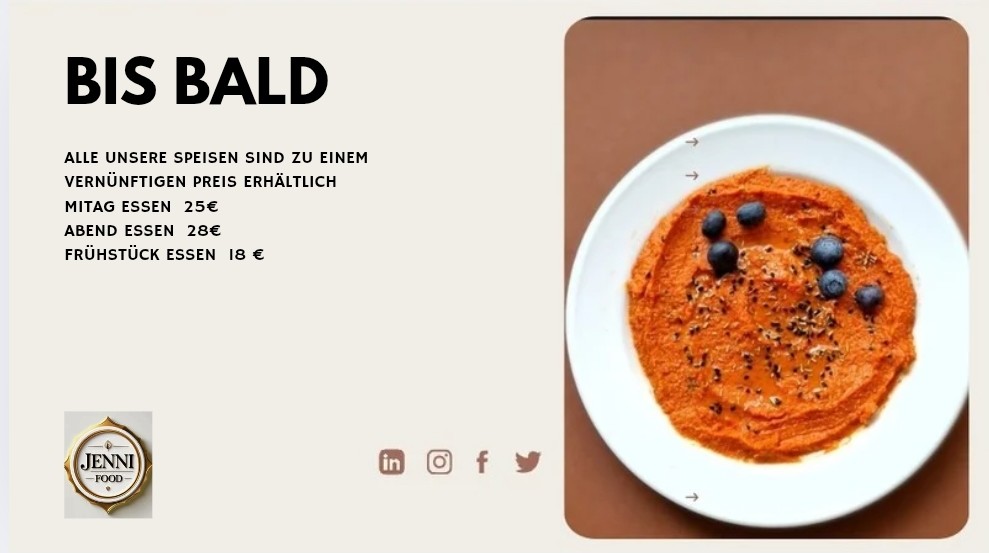 BIS BALD
ALLE UNSERE SPEISEN SIND ZU EINEM
VERNÜNFTIGEN PREIS ERHÄLTLICH
MITAG ESSEN 25€
ABEND ESSEN 28€
FRÜHSTÜCK ESSEN 18 €
JENNI
FOOD